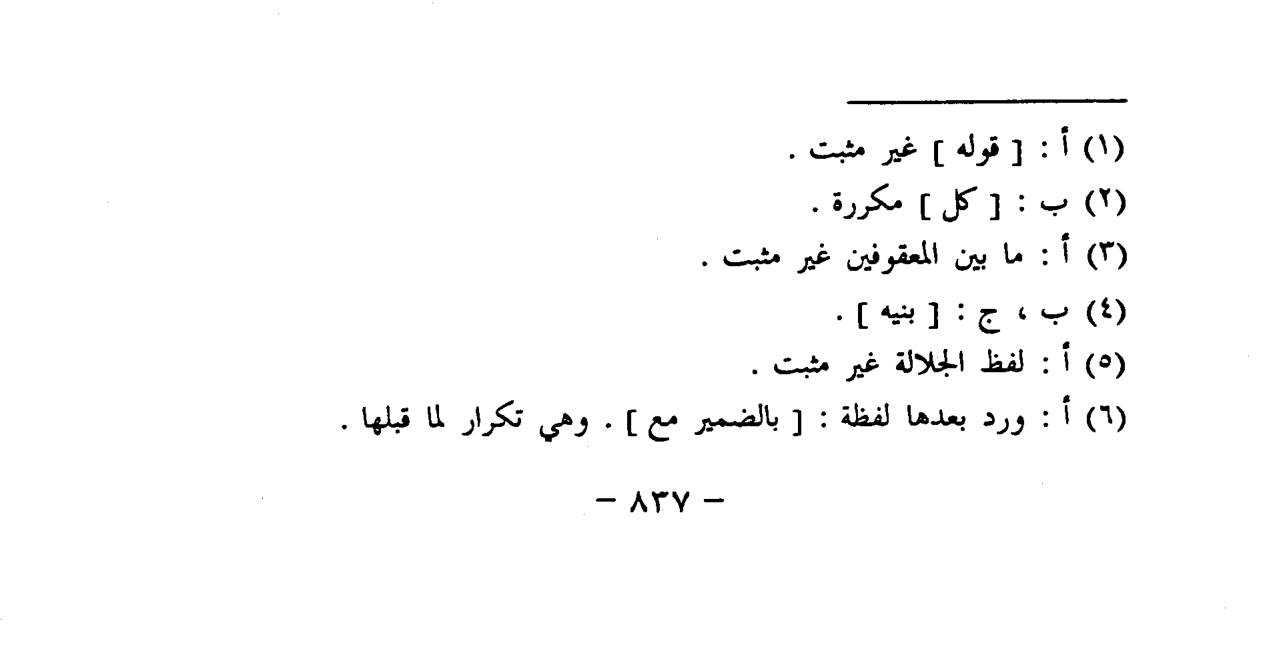 (١) أ : [ قوله ] غير مثبت .
(٢) ب : [ كل ] مكررة .
(٣) أ : ما بين المعقوفين غير مثبت .
(٤) ب ، ج : [ بنيه ] .
(٥) أ : لفظ الجلالة غير مثبت .
(٦) أ : ورد بعدها لفظة : [ بالضمير مع ] . وهي تكرار لما قبلها .
– ٨٣٧ –